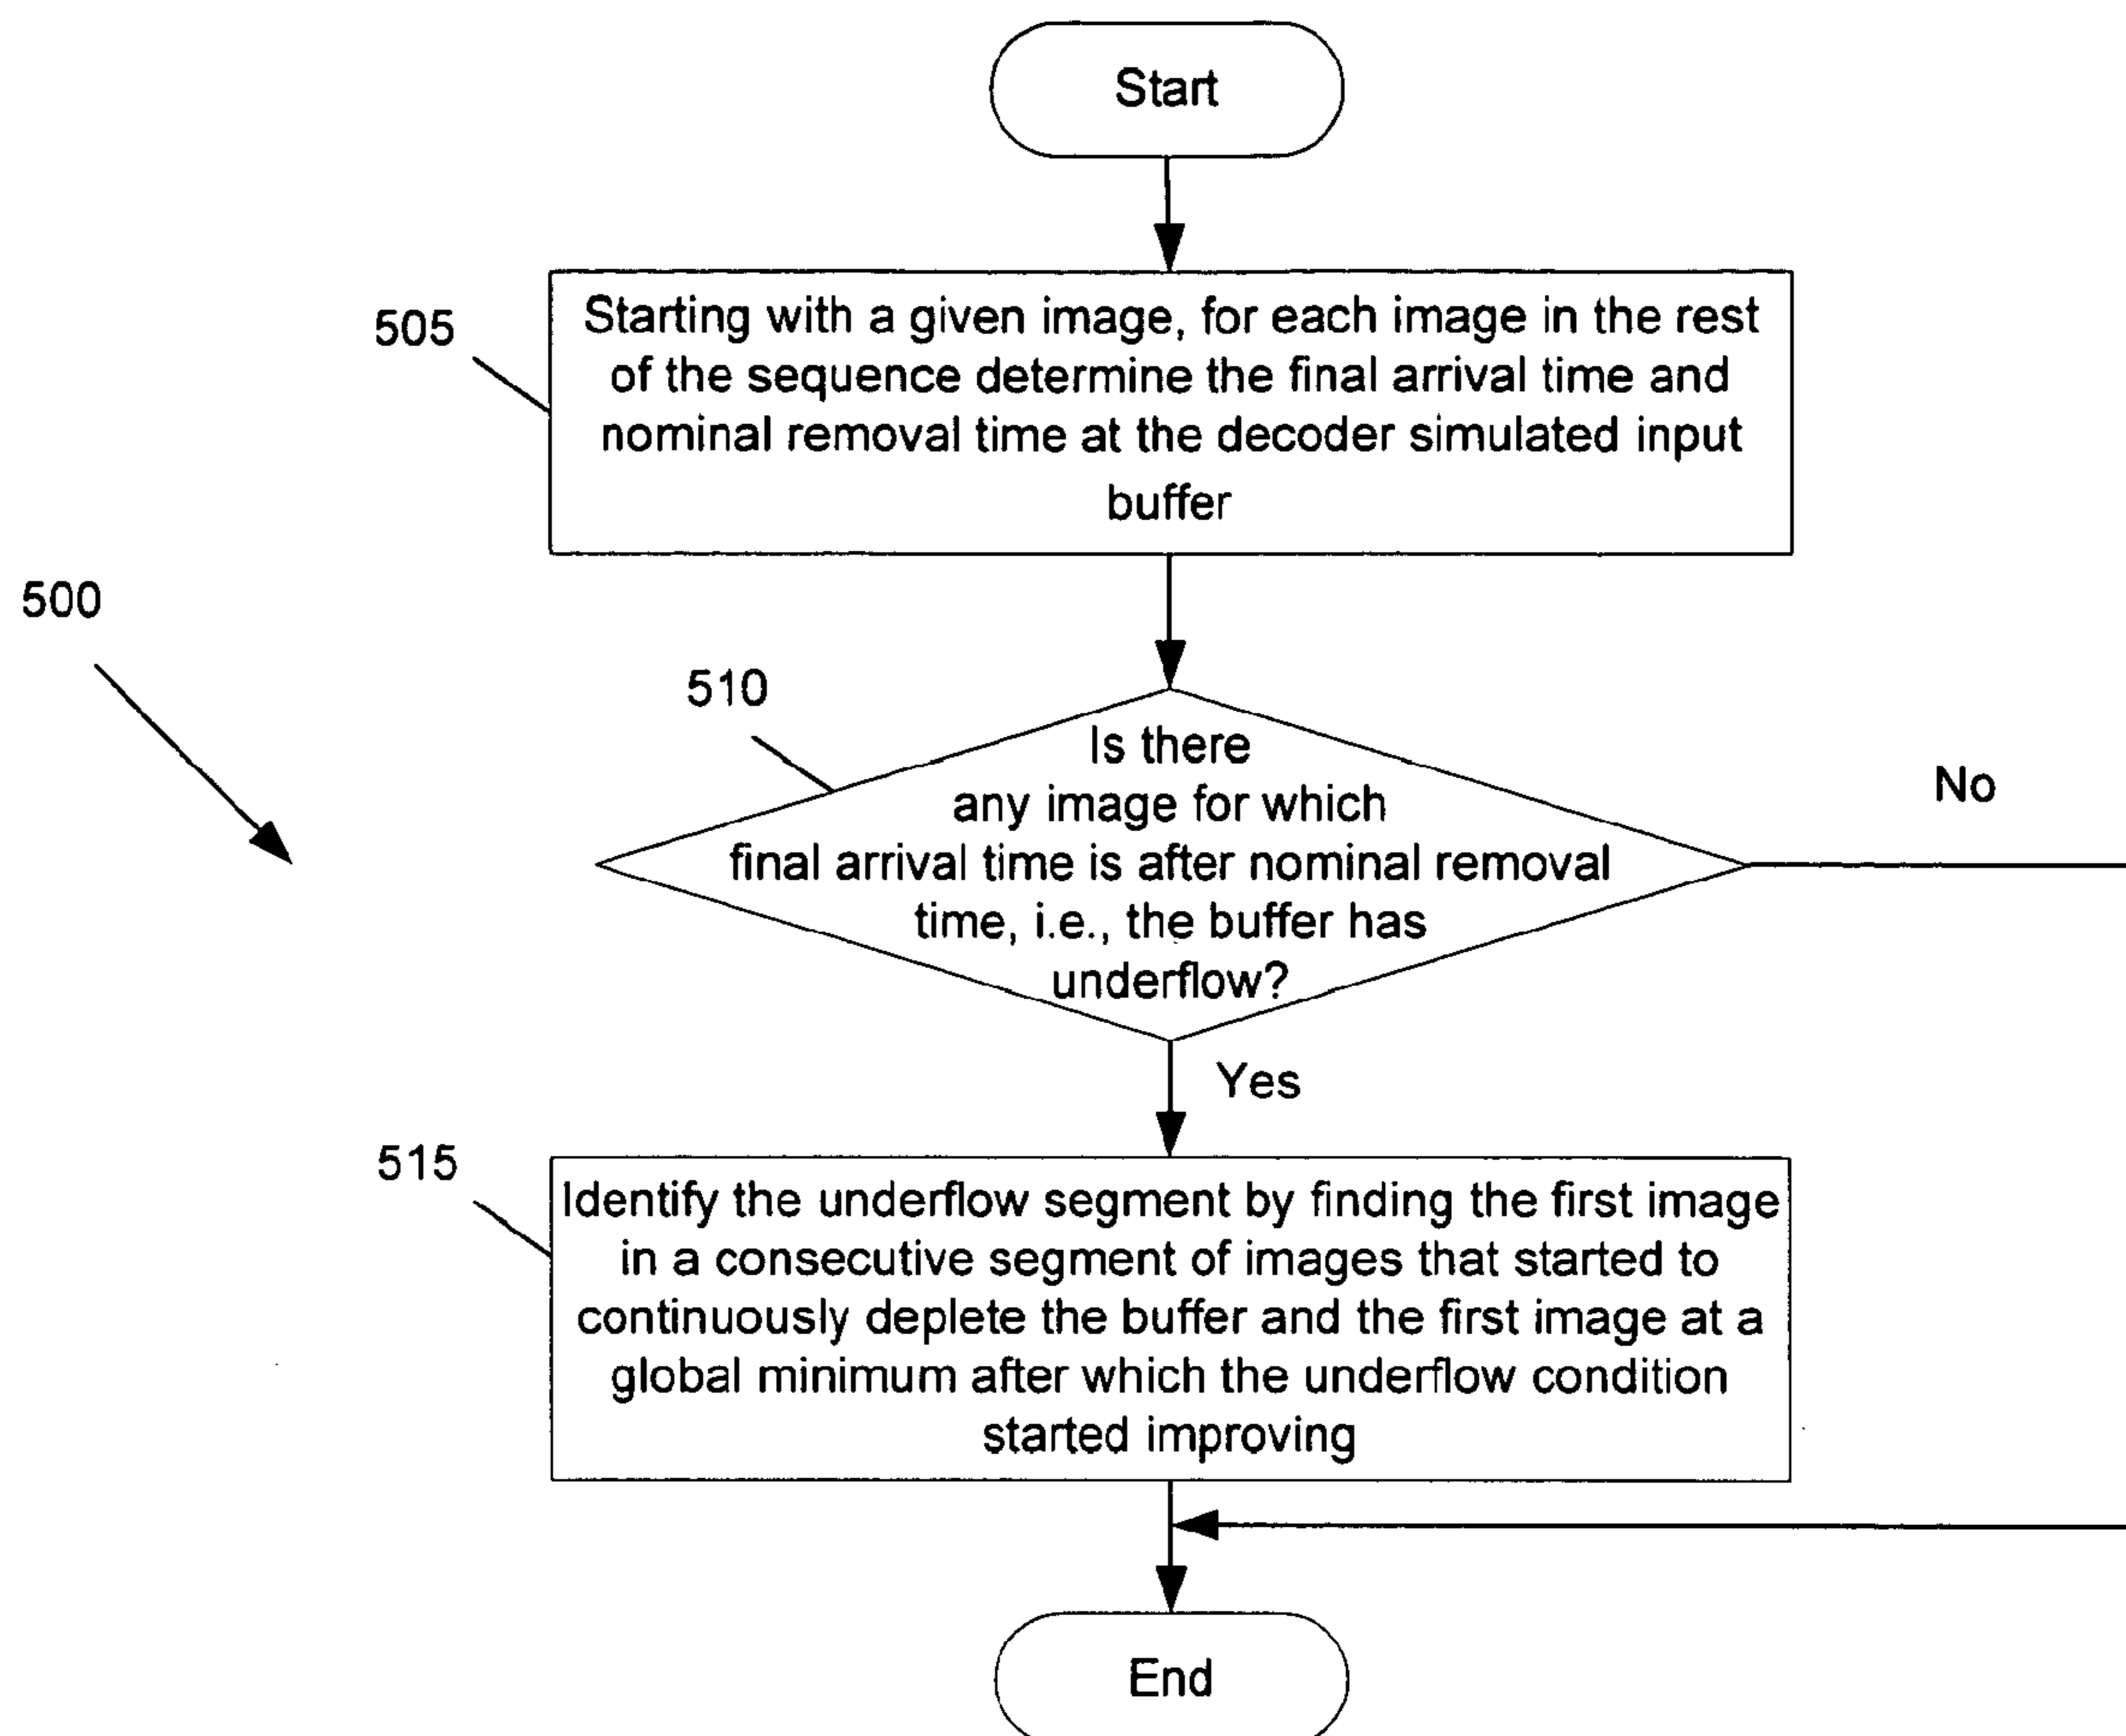 Start
505
Starting with a given image, for each image in the rest
of the sequence determine the final arrival time and
nominal removal time at the decoder simulated input
buffer
500
510
Is there
any image for which
final arrival time is after nominal removal
time, i.e., the buffer has
underflow?
No
Yes
515
Identify the underflow segment by finding the first image
in a consecutive segment of images that started to
continuously deplete the buffer and the first image at a
global minimum after which the underflow condition
started improving
End